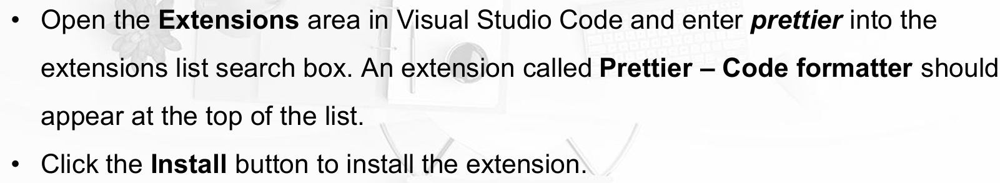 • Open the Extensions area in Visual Studio Code and enter prettier into the
extensions list search box. An extension called Prettier – Code formatter should
appear at the top of the list.
• Click the Install button to install the extension.